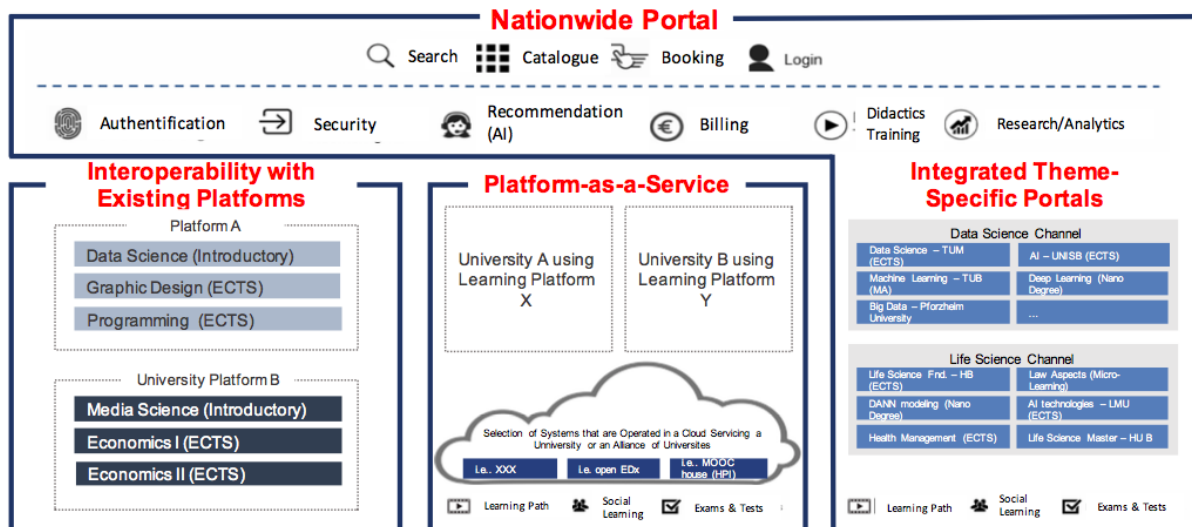 Nationwide Portal
Search Catalogue Booking Login
Authentification Security Recommendation (AI) Billing Didactics Training Research/Analytics
Interoperability with
Existing Platforms
Platform A
Data Science (Introductory)
Graphic Design (ECTS)
Programming (ECTS)
University Platform B
Media Science (Introductory)
Economics I (ECTS)
Economics II (ECTS)
Platform-as-a-Service
University A using
Learning Platform
X
University B using
Learning Platform
Y
Selection of Systems that are Operated in a Cloud Servicing a
Unniversity or an Alliance of Universites
i.e.. XXX
i.e. open EDx
i.e.. MOOC
house (HPI)
Learning Path
Social
Learning
Exams & Tests
Integrated Theme-
Specific Portals
Data Science Channel
Data Science – TUM
(ECTS)
AI – UNISB (ECTS)
Machine Learning – TUB
(MA)
Deep Learning (Nano
Degree)
Big Data – Pforzheim
University
...
Life Science Channel
Life Science Fnd. – HB
(ECTS)
Law Aspects (Micro-
Learning)
DANN modeling (Nano
Degree)
AI technologies – LMU
(ECTS)
Health Management (ECTS)
Life Science Master – HU B
Learning Path
Social
Learning
Exams & Tests